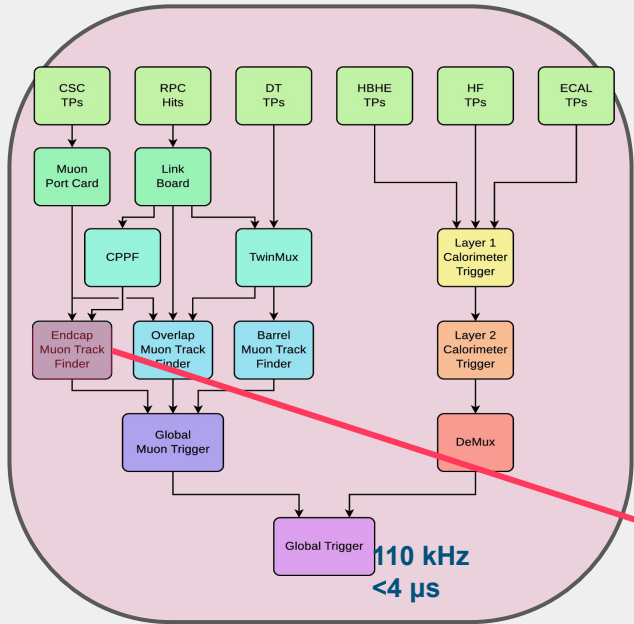 CSC
TPs
RPC
Hits
DT
TPs
HBHE
TPs
HF
TPs
ECAL
TPs
Muon
Port Card
Link
Board
CPPF
TwinMux
Layer 1
Calorimeter
Trigger
Endcap
Muon Track
Finder
Overlap
Muon Track
Finder
Barrel
Muon Track
Finder
Layer 2
Calorimeter
Trigger
Global
Muon Trigger
DeMux
Global Trigger
110 kHz
<4 µs